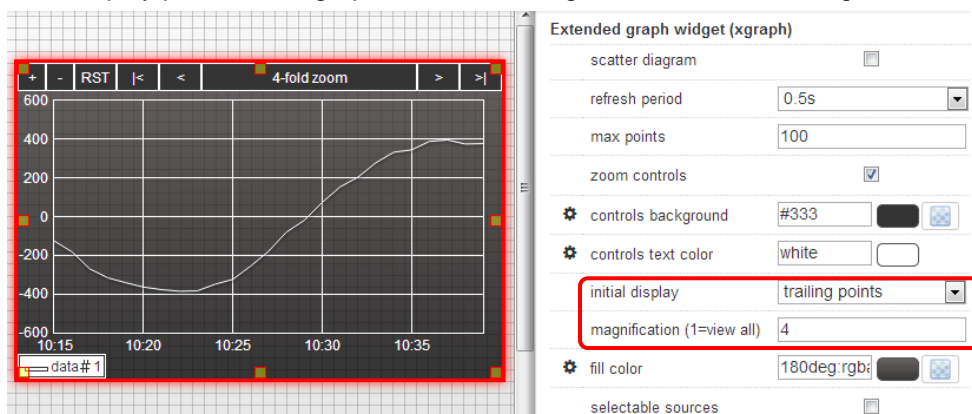 + - RST |< < 4-fold zoom > >|
600
400
200
0
-200
-400
-600
10:15 10:20 10:25 10:30 10:35
data# 1
Extended graph widget (xgraph)
scatter diagram
refresh period 0.5s
max points 100
zoom controls
controls background #333
controls text color white
initial display trailing points
magnification (1=view all) 4
fill color 180deg:rgba
selectable sources